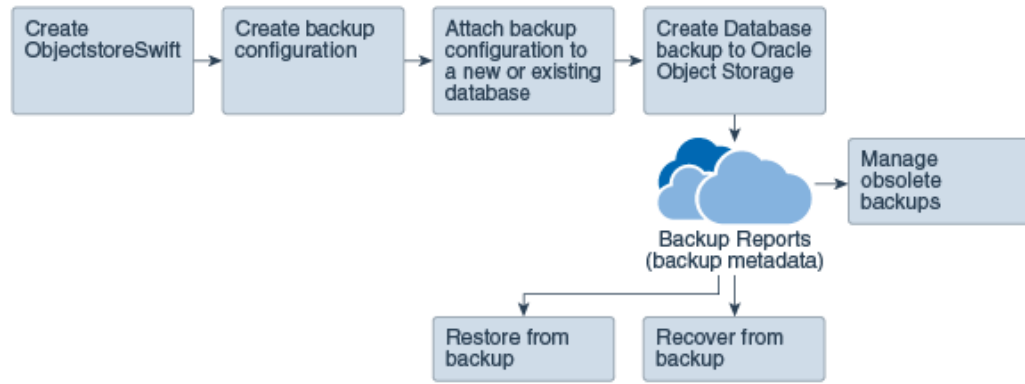 Create
ObjectstoreSwift
Create backup
configuration
Attach backup
configuration to
a new or existing
database
Create Database
backup to Oracle
Object Storage
Manage
obsolete
backups
Backup Reports
(backup metadata)
Restore from
backup
Recover from
backup